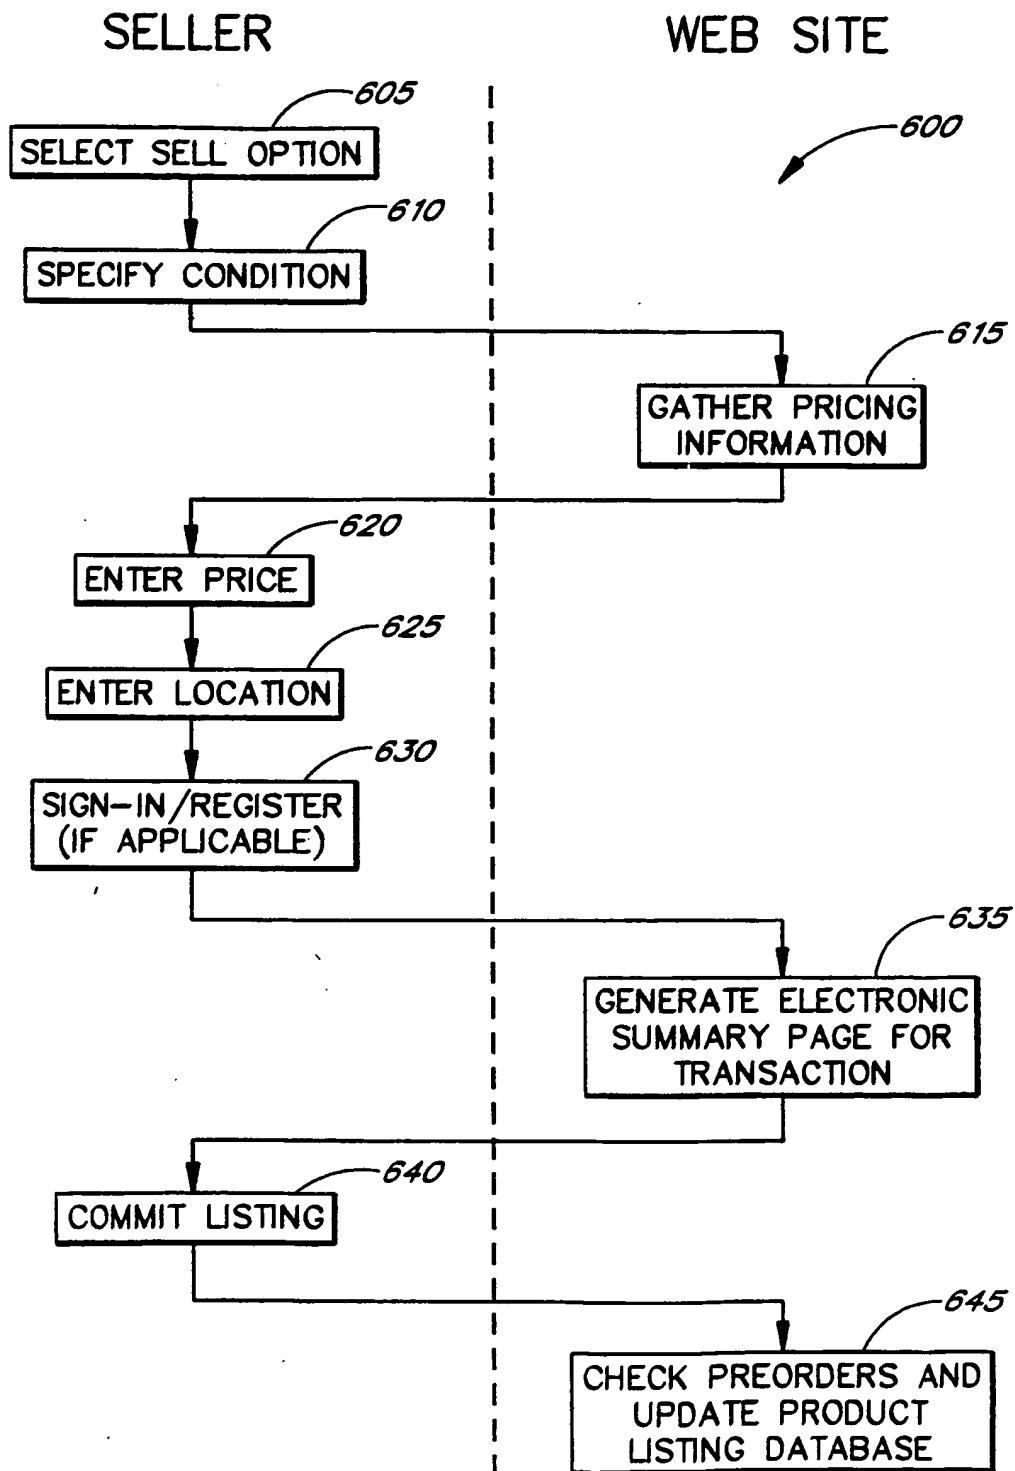 SELLER
WEB SITE
605
600
SELECT SELL OPTION
610
SPECIFY CONDITION
615
GATHER PRICING
INFORMATION
620
ENTER PRICE
625
ENTER LOCATION
630
SIGN-IN/REGISTER
(IF APPLICABLE)
635
GENERATE ELECTRONIC
SUMMARY PAGE FOR
TRANSACTION
640
COMMIT LISTING
645
CHECK PREORDERS AND
UPDATE PRODUCT
LISTING DATABASE